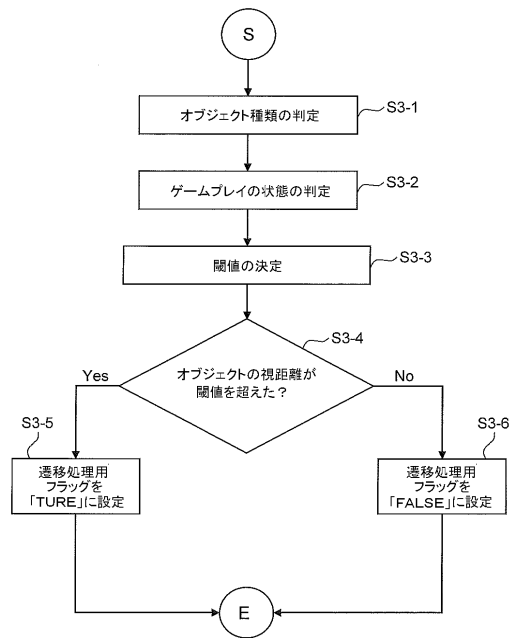 S
オブジェクト種類の判定
S3-1
ゲームプレイの状態の判定
S3-2
閾値の決定
S3-3
S3-4
オブジェクトの視距離が
閾値を超えた？
Yes
No
S3-5
遷移処理用
フラッグを
「TURE」に設定
S3-6
遷移処理用
フラッグを
「FALSE」に設定
E